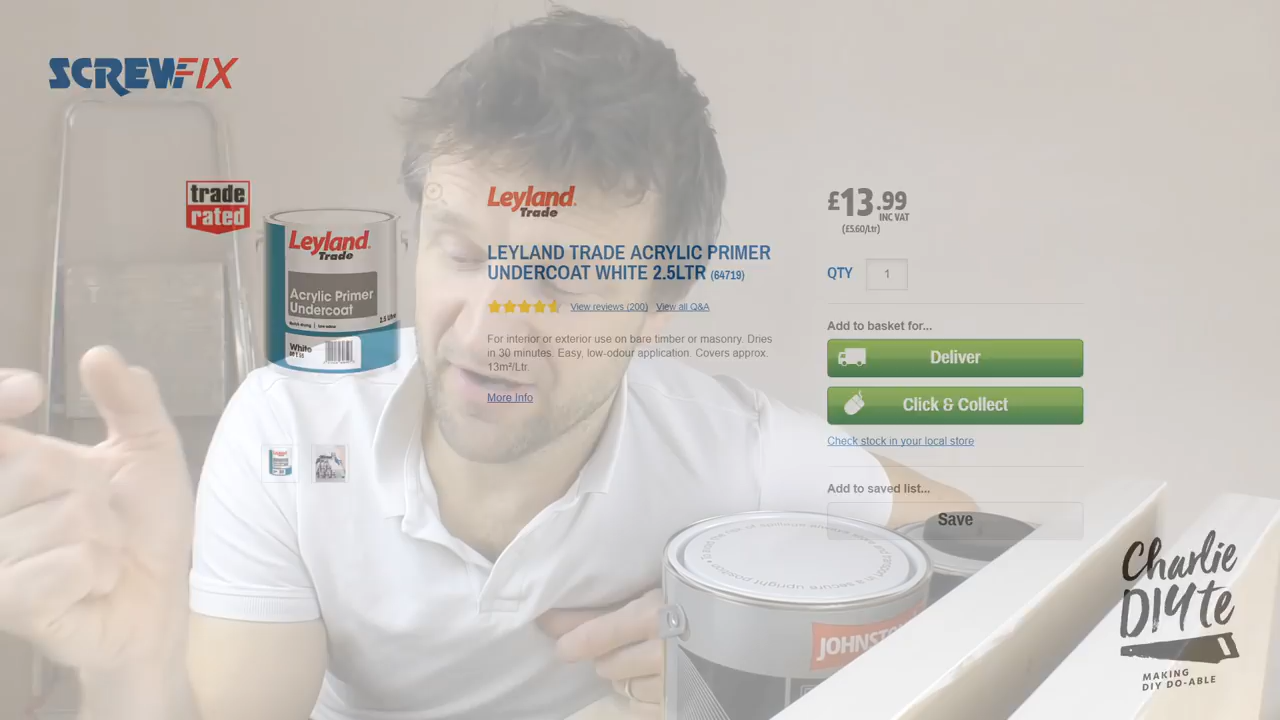 SCREWFIX
trade
rated
Leyland
Trade
Acrylic Primer
Undercoat
2.5 Litre
White
Leyland
Trade
LEYLAND TRADE ACRYLIC PRIMER
UNDERCOAT WHITE 2.5LTR (64719)
View reviews (200) View all Q&A
For interior or exterior use on bare timber or masonry. Dries
in 30 minutes. Easy, low-odour application. Covers approx.
13m²/Ltr.
More Info
£13.99
INC VAT
(£5.60/Ltr)
QTY 1
Add to basket for...
Deliver
Click & Collect
Check stock in your local store
Add to saved list...
Save
JOHNSTO
Charlie
DIYte
MAKING
DIY DO-ABLE